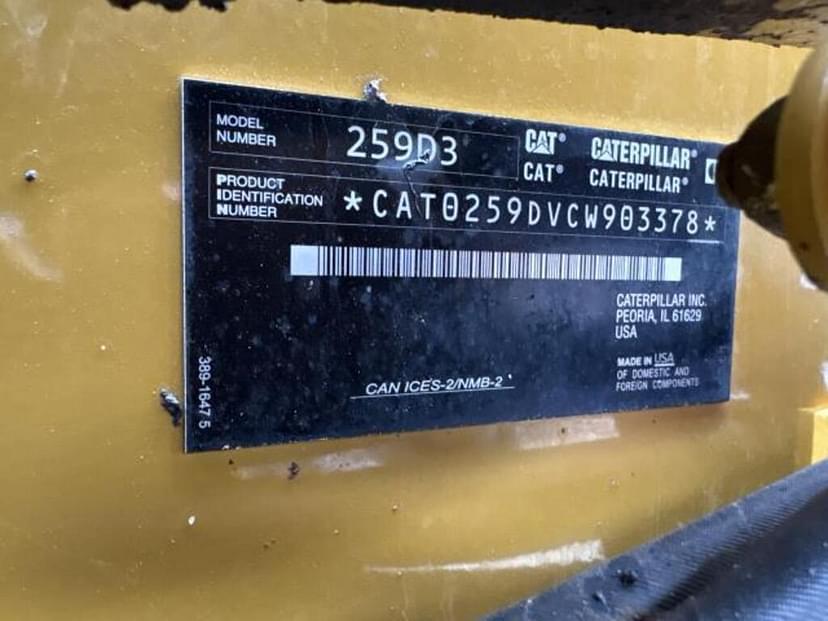 MODEL
NUMBER
259D3
CAT® CATERPILLAR®
CAT® CATERPILLAR®
PRODUCT
IDENTIFICATION
NUMBER
*CAT0259DVCW903378*
CATERPILLAR INC.
PEORIA, IL 61629
USA
MADE IN USA
OF DOMESTIC AND
FOREIGN COMPONENTS
CAN ICES-2/NMB-2
389-1647 5